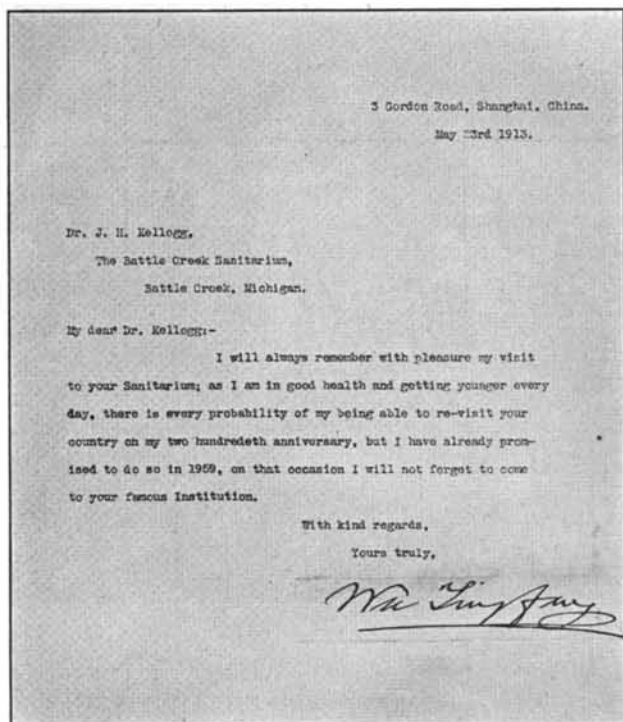 3 Gordon Road, Shanghai, China.
May 23rd 1913.
Dr. J. H. Kellogg,
The Battle Creek Sanitarium,
Battle Creek, Michigan.
My dear Dr. Kellogg:-
I will always remember with pleasure my visit
to your Sanitarium; as I am in good health and getting younger every
day, there is every probability of my being able to re-visit your
country on my two hundredeth anniversary, but I have already prom-
ised to do so in 1959, on that occasion I will not forget to come
to your famous Institution.
With kind regards,
Yours truly,
Wu Ting Fang